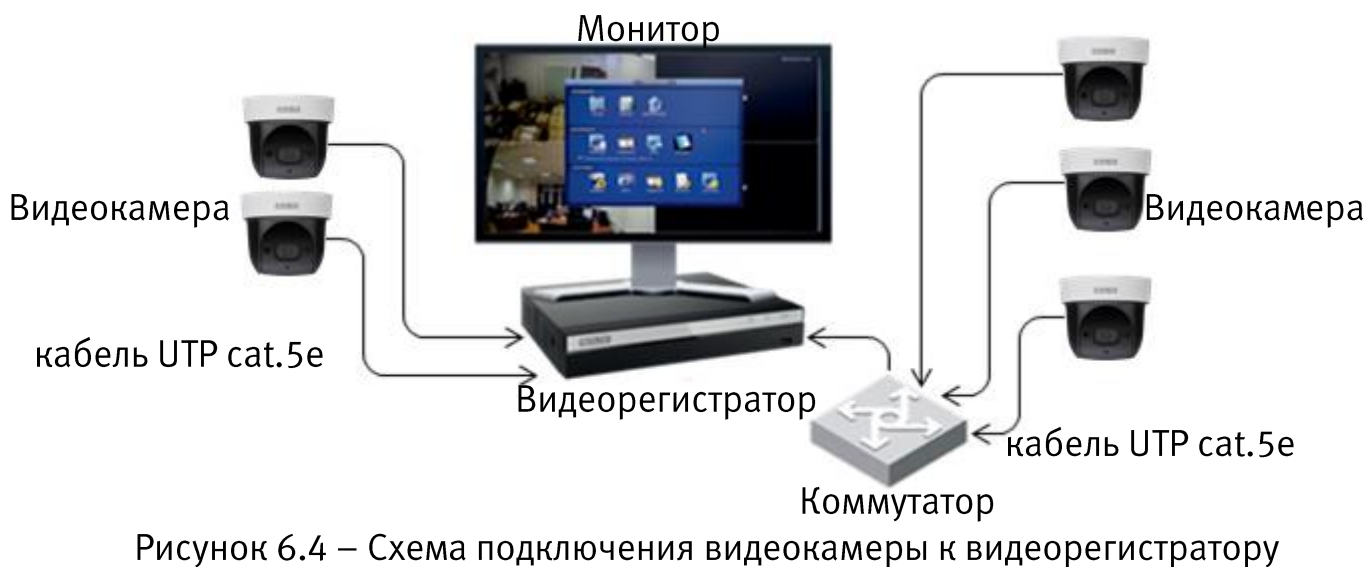 Монитор
Видеокамера
Видеокамера
кабель UTP cat.5e
Видеорегистратор
кабель UTP cat.5e
Коммутатор
Рисунок 6.4 – Схема подключения видеокамеры к видеорегистратору